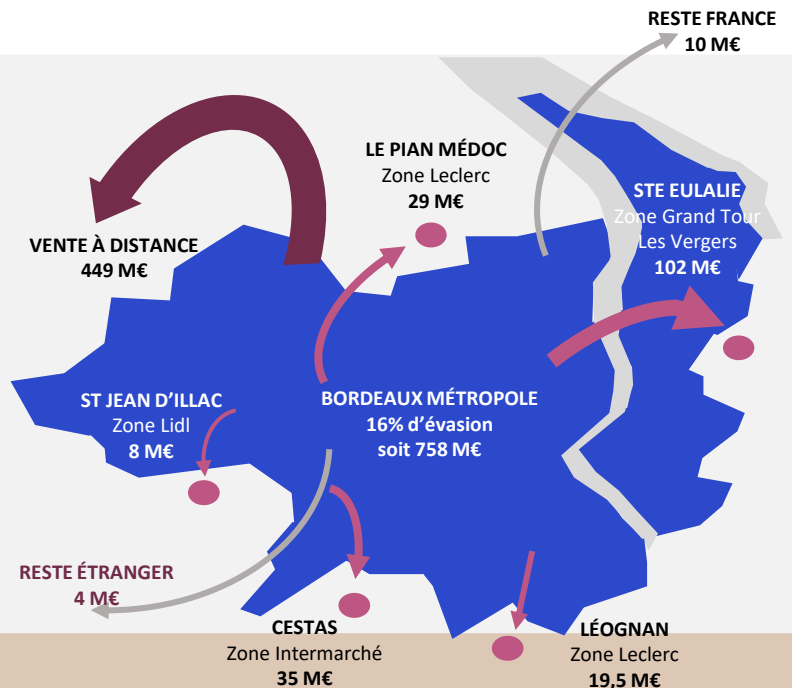 RESTE FRANCE
10 M€
LE PIAN MÉDOC
Zone Leclerc
29 M€
STE EULALIE
Zone Grand Tour
Les Vergers
102 M€
VENTE À DISTANCE
449 M€
ST JEAN D’ILLAC
Zone Lidl
8 M€
BORDEAUX MÉTROPOLE
16% d’évasion
soit 758 M€
RESTE ÉTRANGER
4 M€
CESTAS
Zone Intermarché
35 M€
LÉOGNAN
Zone Leclerc
19,5 M€